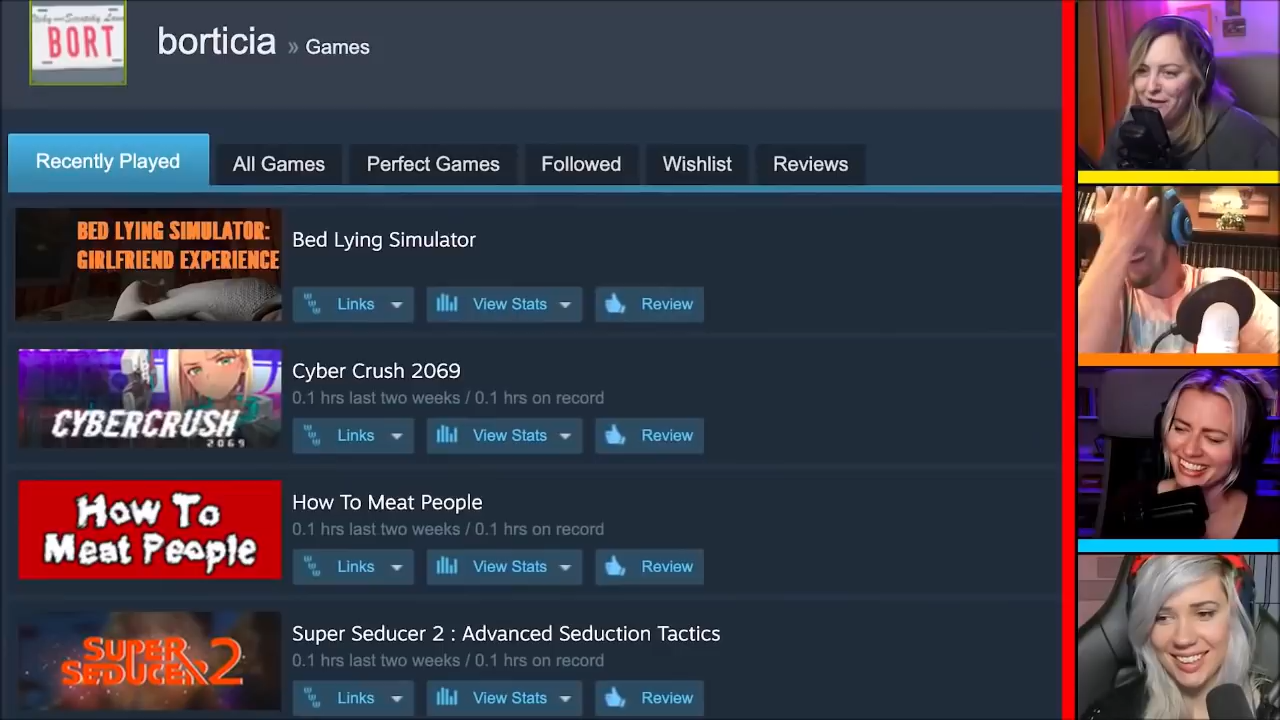 BORT
borticia » Games
Recently Played
All Games
Perfect Games
Followed
Wishlist
Reviews
BED LYING SIMULATOR:
GIRLFRIEND EXPERIENCE
Bed Lying Simulator
Links
View Stats
Review
CYBERCRUSH
2069
Cyber Crush 2069
0.1 hrs last two weeks / 0.1 hrs on record
Links
View Stats
Review
HOW TO
MEAT PEOPLE
How To Meat People
0.1 hrs last two weeks / 0.1 hrs on record
Links
View Stats
Review
SUPER
SEDUCER 2
Super Seducer 2 : Advanced Seduction Tactics
0.1 hrs last two weeks / 0.1 hrs on record
Links
View Stats
Review